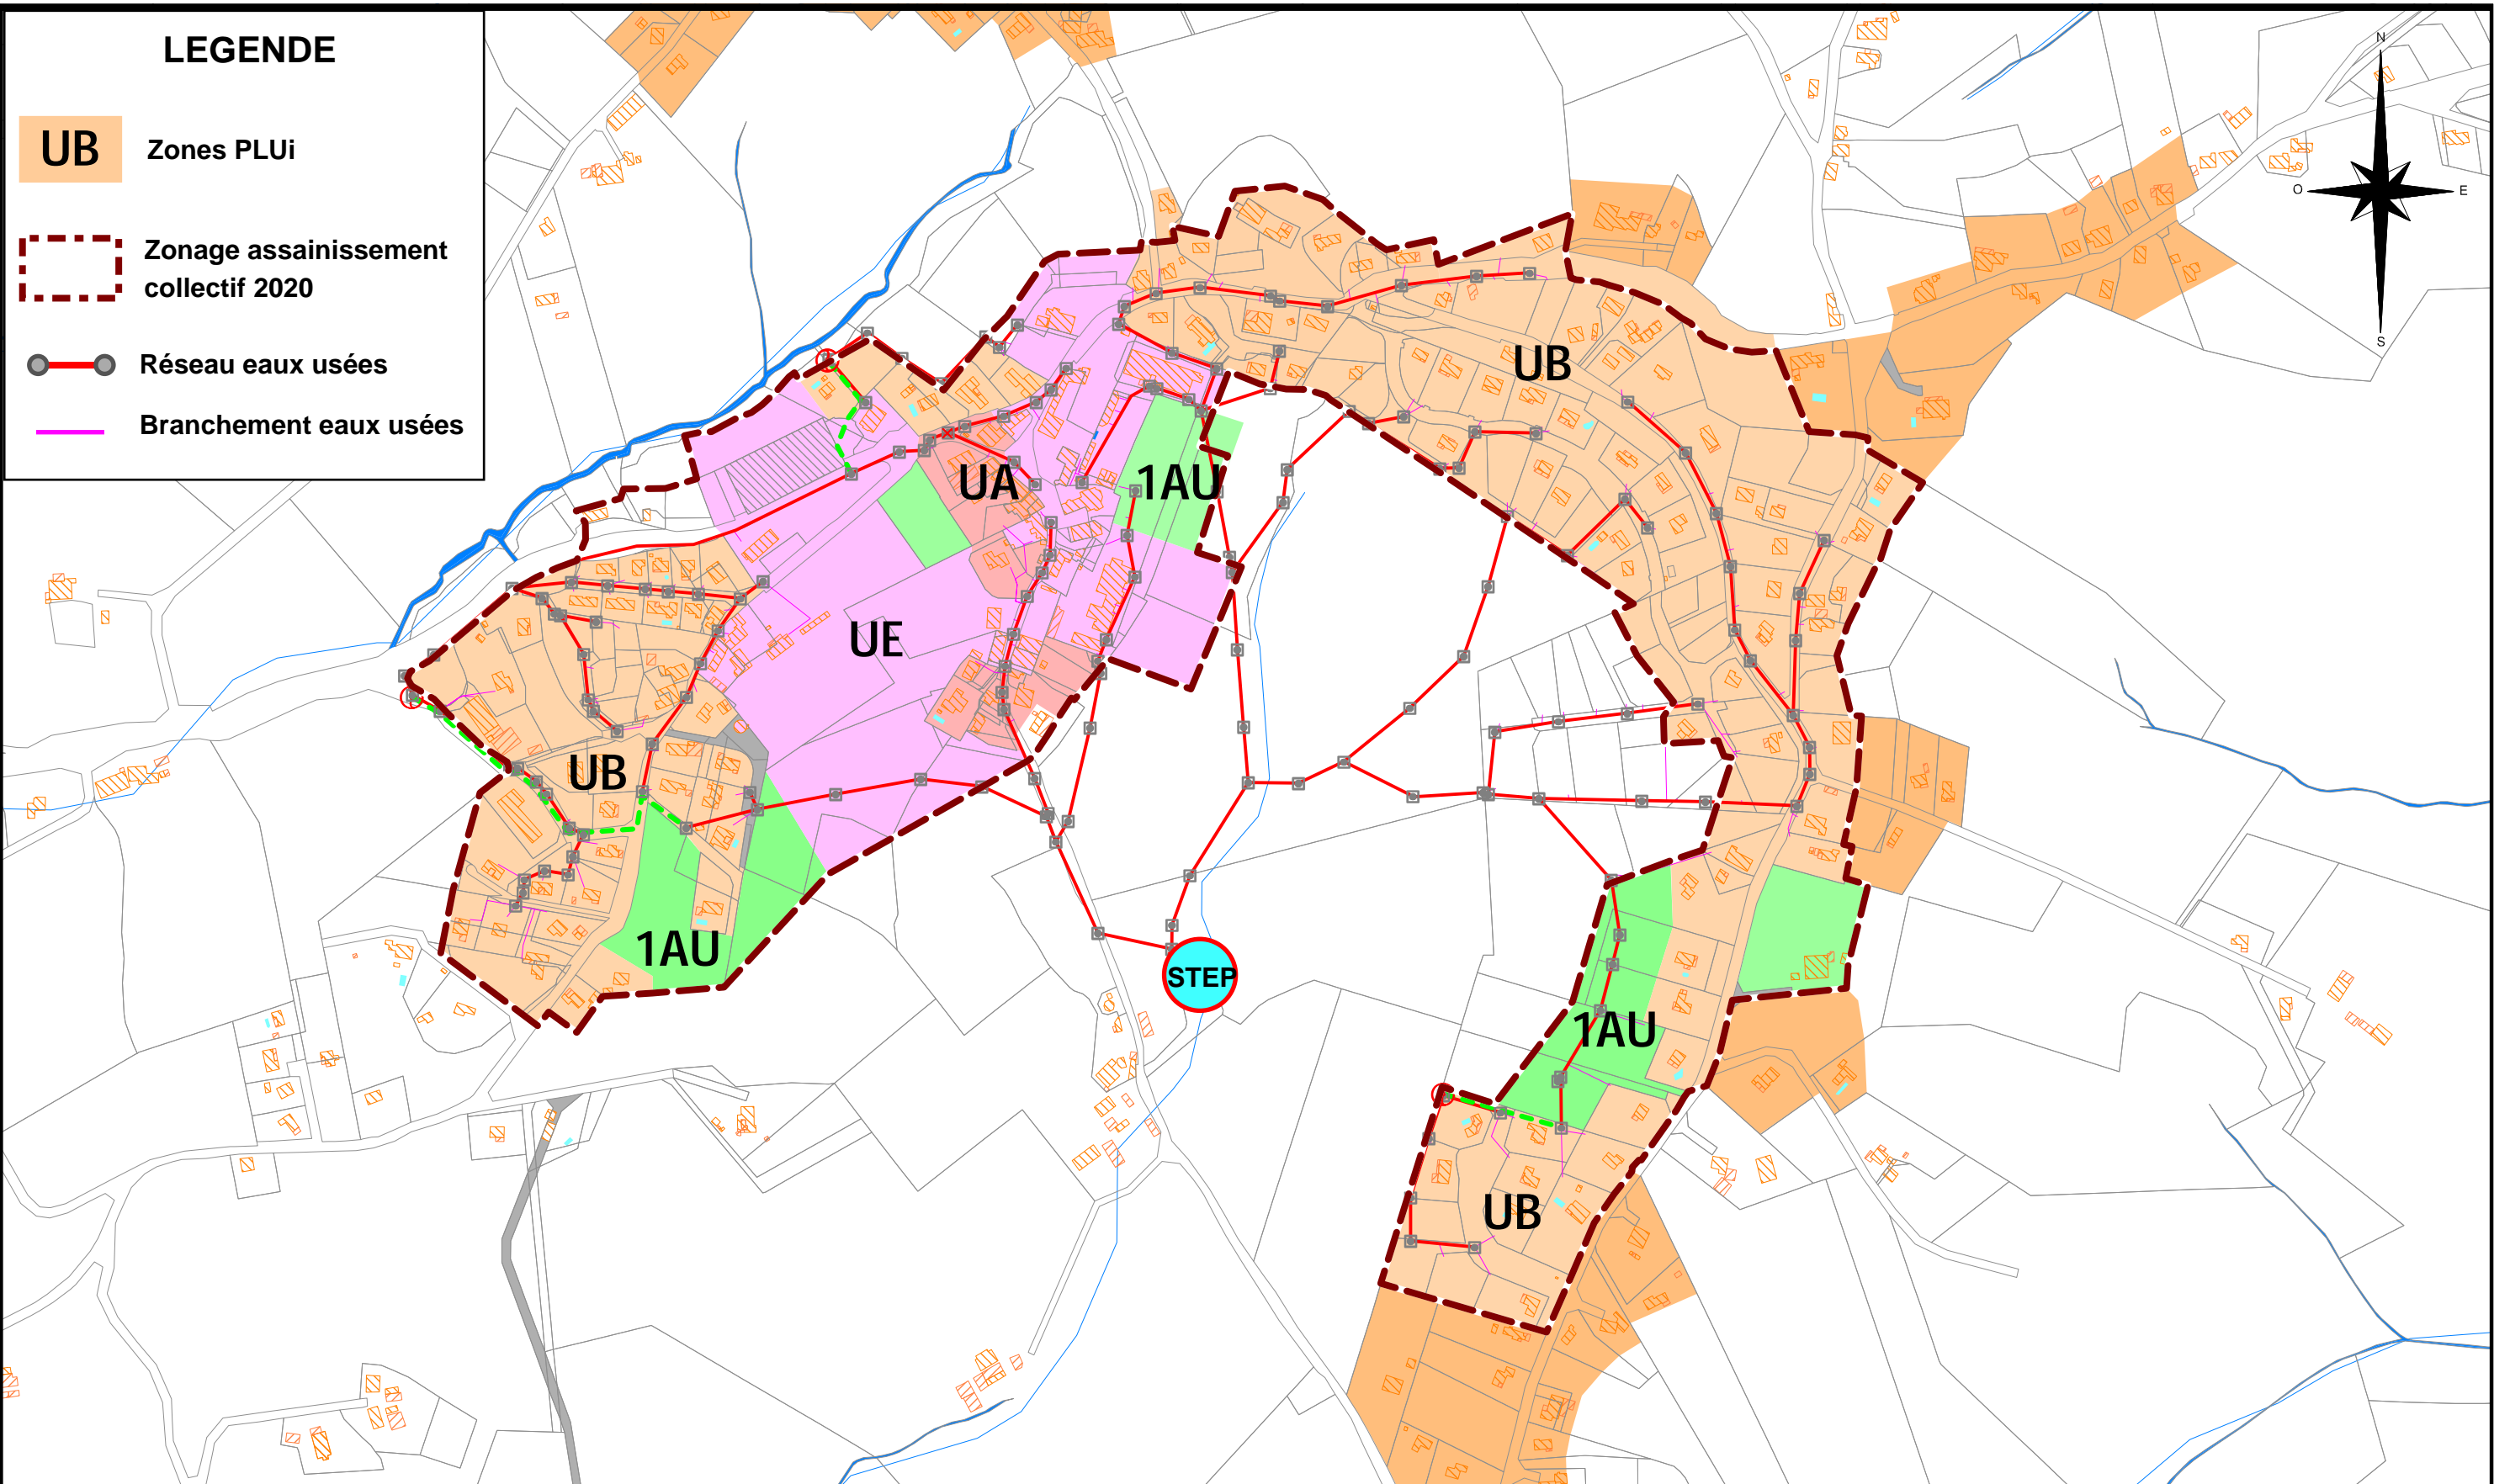 LEGENDE
UB Zones PLUi
Zonage assainissement
collectif 2020
Réseau eaux usées
Branchement eaux usées
N
O E
S
UB
UA 1AU
UE
UB
1AU
STEP
1AU
UB